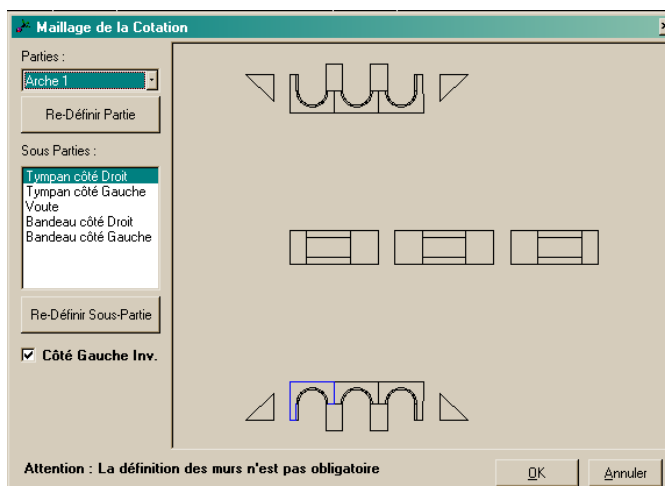 Maillage de la Cotation
Parties :
Arche 1
Re-Définir Partie
Sous Parties :
Tympan côté Droit
Tympan côté Gauche
Voute
Bandeau côté Droit
Bandeau côté Gauche
Re-Définir Sous-Partie
Côté Gauche Inv.
Attention : La définition des murs n'est pas obligatoire
OK
Annuler